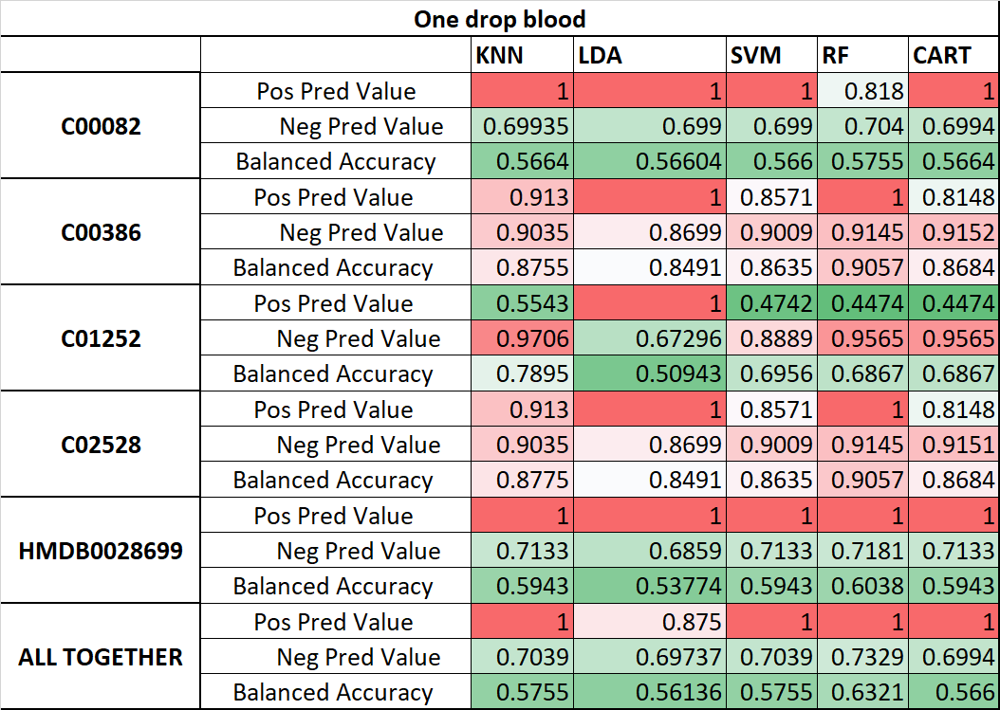 One drop blood
KNN LDA SVM RF CART
C00082
Pos Pred Value 1 1 1 0.818 1
Neg Pred Value 0.69935 0.699 0.699 0.704 0.6994
Balanced Accuracy 0.5664 0.56604 0.566 0.5755 0.5664
C00386
Pos Pred Value 0.913 1 0.8571 1 0.8148
Neg Pred Value 0.9035 0.8699 0.9009 0.9145 0.9152
Balanced Accuracy 0.8755 0.8491 0.8635 0.9057 0.8684
C01252
Pos Pred Value 0.5543 1 0.4742 0.4474 0.4474
Neg Pred Value 0.9706 0.67296 0.8889 0.9565 0.9565
Balanced Accuracy 0.7895 0.50943 0.6956 0.6867 0.6867
C02528
Pos Pred Value 0.913 1 0.8571 1 0.8148
Neg Pred Value 0.9035 0.8699 0.9009 0.9145 0.9151
Balanced Accuracy 0.8775 0.8491 0.8635 0.9057 0.8684
HMDB0028699
Pos Pred Value 1 1 1 1 1
Neg Pred Value 0.7133 0.6859 0.7133 0.7181 0.7133
Balanced Accuracy 0.5943 0.53774 0.5943 0.6038 0.5943
ALL TOGETHER
Pos Pred Value 1 0.875 1 1 1
Neg Pred Value 0.7039 0.69737 0.7039 0.7329 0.6994
Balanced Accuracy 0.5755 0.56136 0.5755 0.6321 0.566